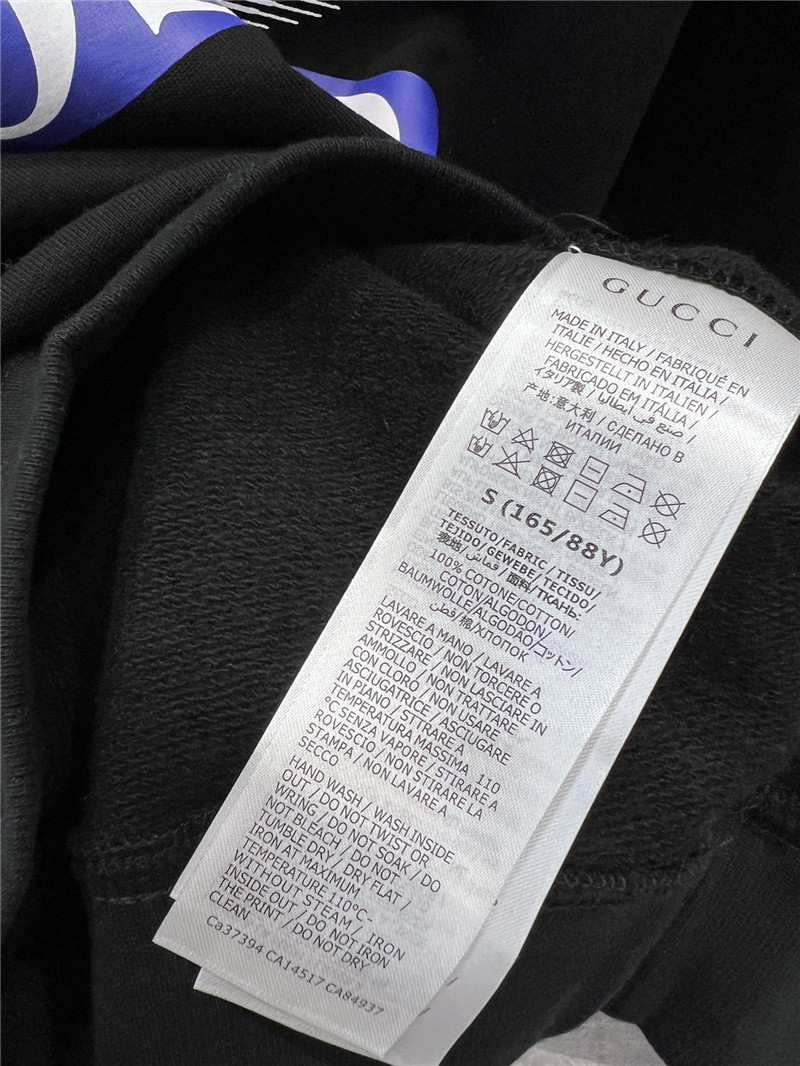 GUCCI
MADE IN ITALY / FABRIQUÉ EN
ITALIE / HECHO EN ITALIA /
HERGESTELLT IN ITALIEN /
FABRICADO EM ITALIA /
イタリア製 / صنع في ايطاليا /
产地:意大利 / СДЕЛАНО В
ИТАЛИИ
S (165/88Y)
TESSUTO/FABRIC/TISSU/
TEJIDO/GEWEBE/TECIDO/
表地/قماش/面料/ТКАНЬ:
100% COTONE/COTTON/
COTON/ALGODÓN/
BAUMWOLLE/ALGODAO/コットン/
قطن/棉/ХЛОПОК
LAVARE A MANO / LAVARE A
ROVESCIO / NON TORCERE O
STRIZZARE / NON LASCIARE IN
AMMOLLO / NON TRATTARE
CON CLORO / NON USARE
ASCIUGATRICE / ASCIUGARE
IN PIANO / STIRARE A
TEMPERATURA MASSIMA 110
°C SENZA VAPORE / STIRARE A
ROVESCIO / NON STIRARE LA
STAMPA / NON LAVARE A
SECCO
HAND WASH / WASH INSIDE
OUT / DO NOT TWIST OR
WRING / DO NOT SOAK / DO
NOT BLEACH / DO NOT
TUMBLE DRY / DRY FLAT /
IRON AT MAXIMUM
TEMPERATURE 110°C-
WITHOUT STEAM / IRON
INSIDE OUT / DO NOT IRON
THE PRINT / DO NOT DRY
CLEAN
Ca37394 CA14517 CA84937